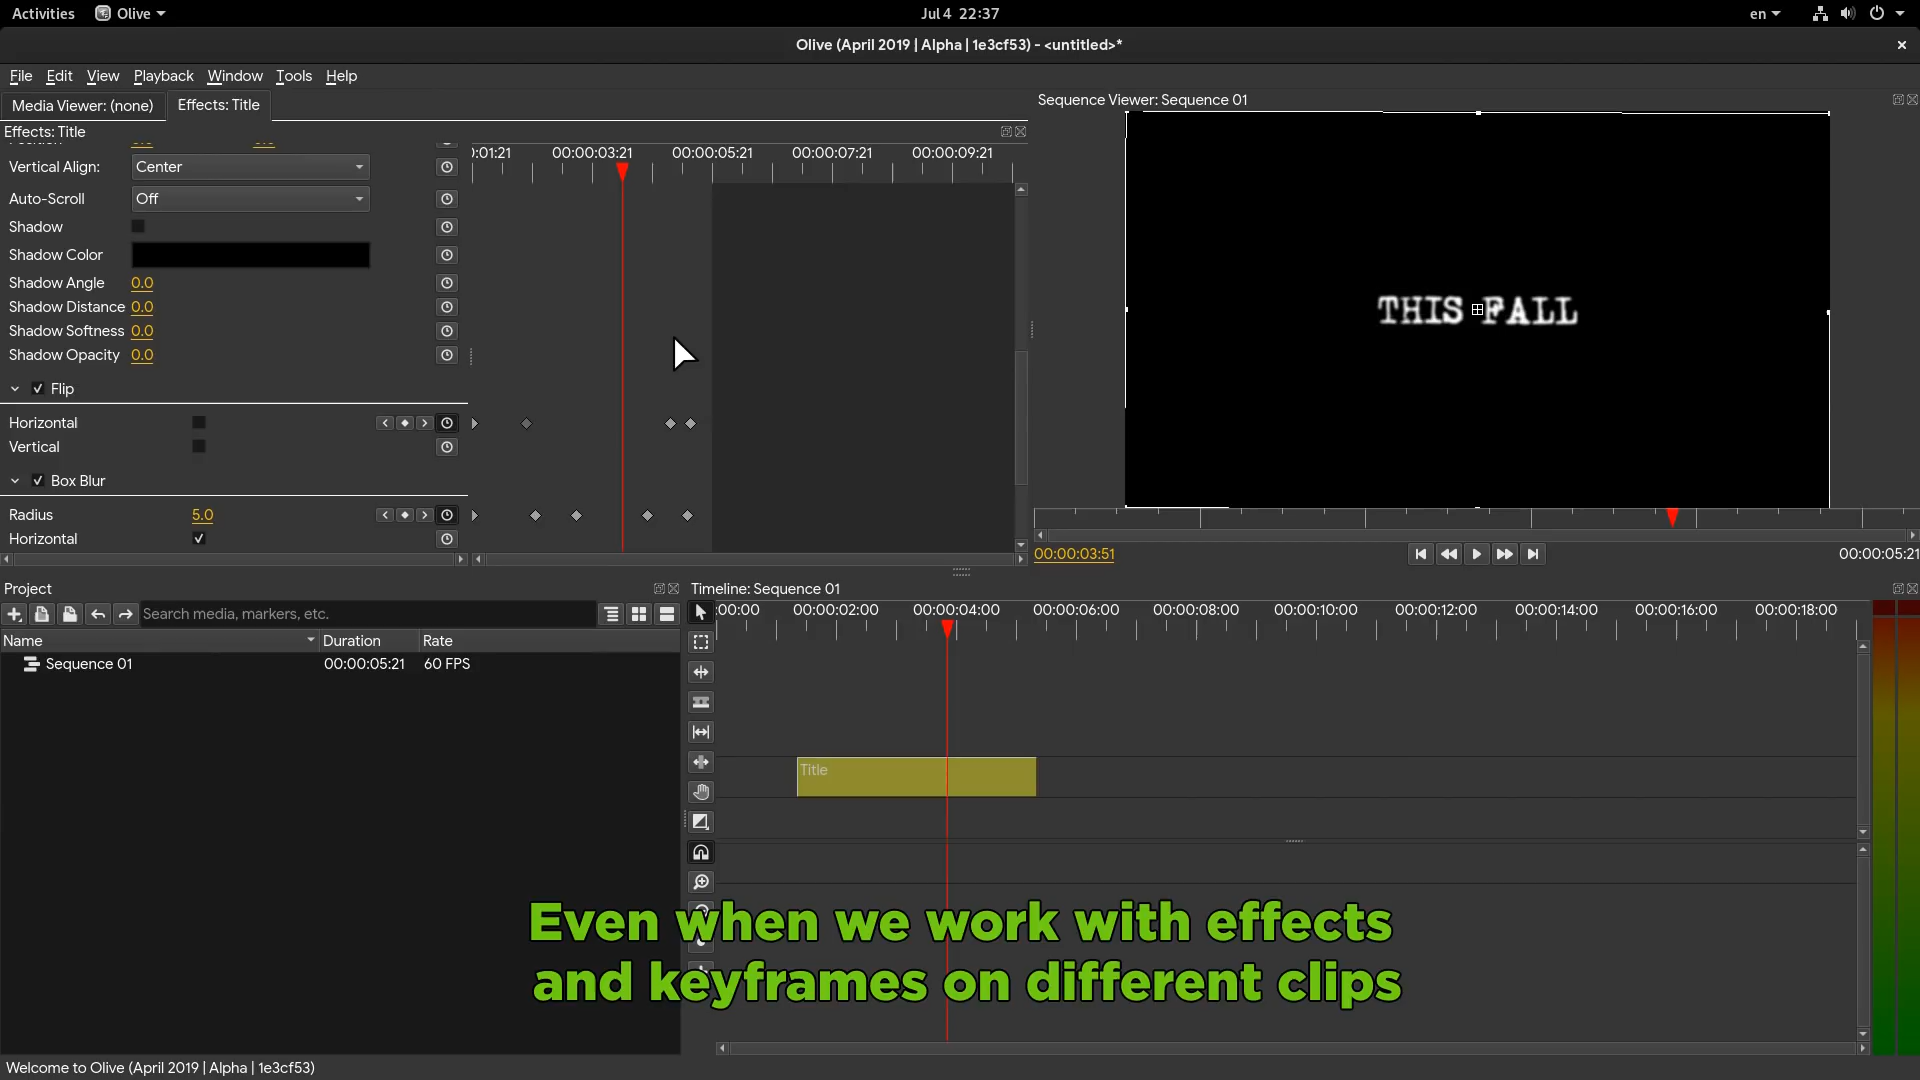 Activities Olive Jul 4 22:37 en
Olive (April 2019 | Alpha | 1e3cf53) - <untitled>*
File Edit View Playback Window Tools Help
Media Viewer: (none) Effects: Title
Effects: Title
Vertical Align: Center
Auto-Scroll Off
Shadow
Shadow Color
Shadow Angle 0.0
Shadow Distance 0.0
Shadow Softness 0.0
Shadow Opacity 0.0
Flip
Horizontal
Vertical
Box Blur
Radius 5.0
Horizontal
:01:21 00:00:03:21 00:00:05:21 00:00:07:21 00:00:09:21
Sequence Viewer: Sequence 01
THIS FALL
00:00:03:51 00:00:05:21
Project
Search media, markers, etc.
Name Duration Rate
Sequence 01 00:00:05:21 60 FPS
Timeline: Sequence 01
:00:00 00:00:02:00 00:00:04:00 00:00:06:00 00:00:08:00 00:00:10:00 00:00:12:00 00:00:14:00 00:00:16:00 00:00:18:00
Title
Even when we work with effects
and keyframes on different clips
Welcome to Olive (April 2019 | Alpha | 1e3cf53)